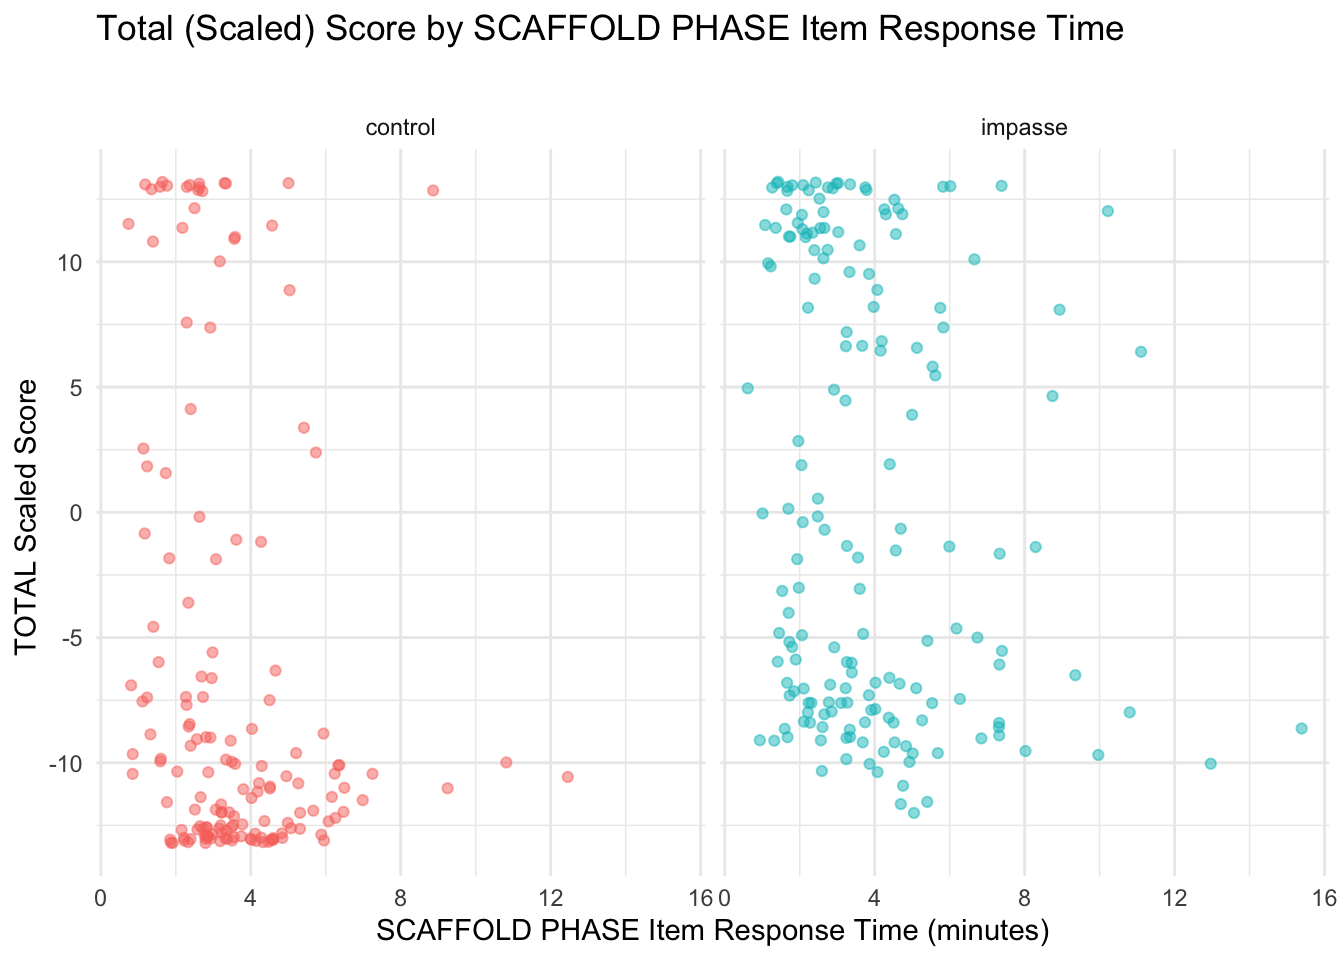 Total (Scaled) Score by SCAFFOLD PHASE Item Response Time
control
impasse
TOTAL Scaled Score
10
5
0
-5
-10
0 4 8 12 16 0 4 8 12 16
SCAFFOLD PHASE Item Response Time (minutes)